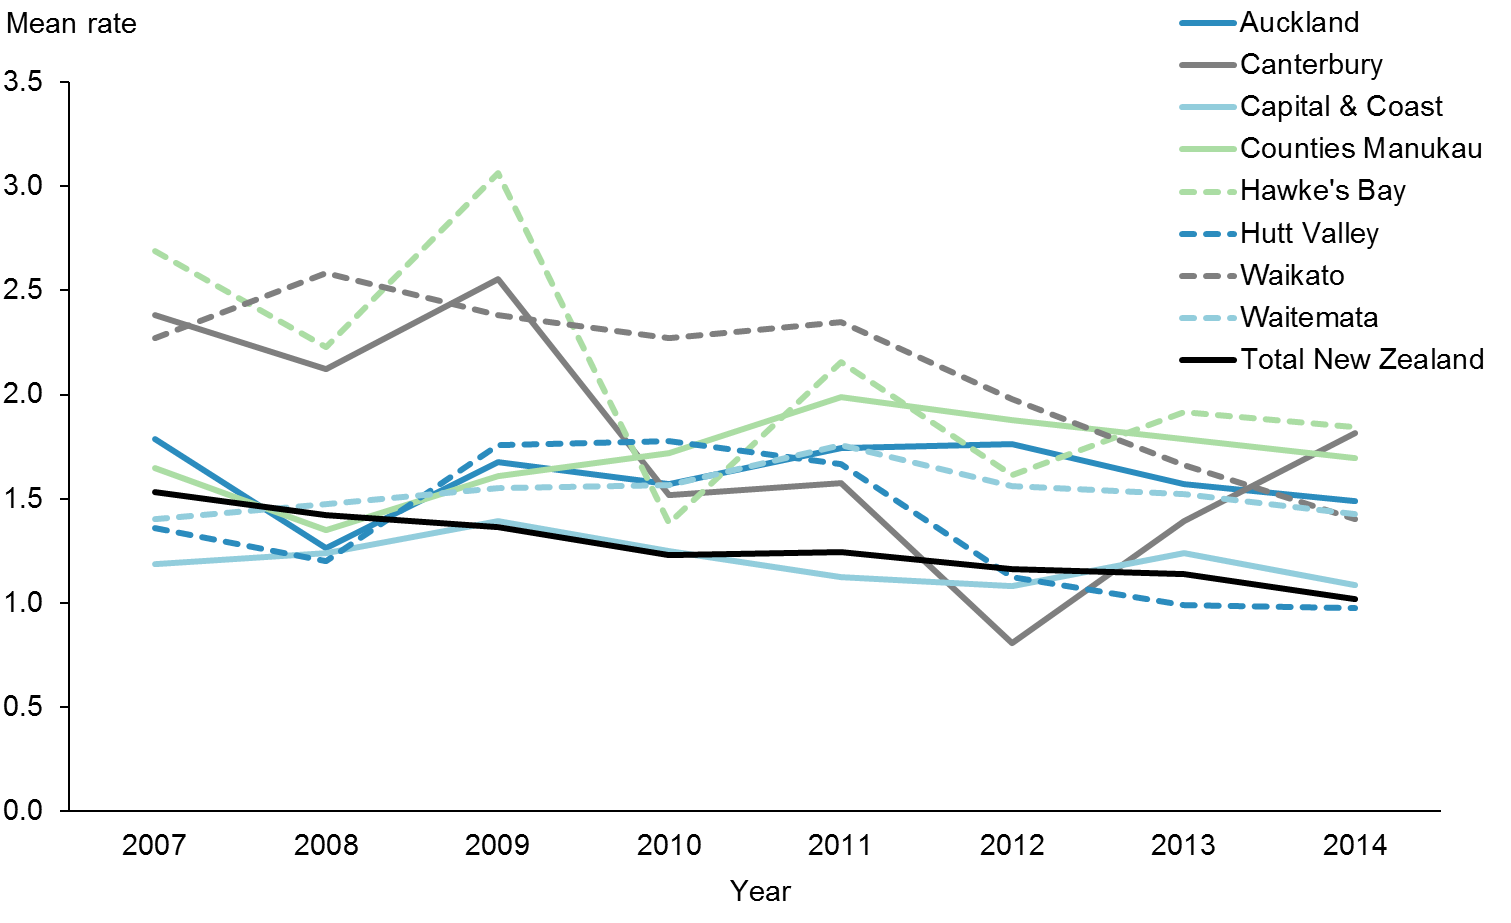 Mean rate
Auckland
Canterbury
Capital & Coast
Counties Manukau
Hawke's Bay
Hutt Valley
Waikato
Waitemata
Total New Zealand
3.5
3.0
2.5
2.0
1.5
1.0
0.5
0.0
2007 2008 2009 2010 2011 2012 2013 2014
Year